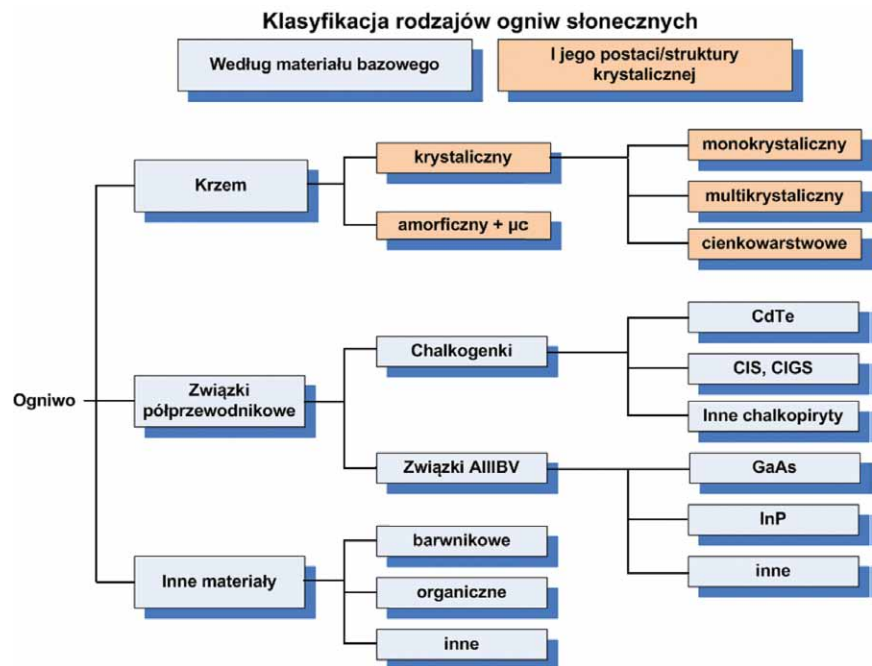 Klasyfikacja rodzajów ogniw słonecznych
Według materiału bazowego
I jego postaci/struktury
krystalicznej
Ogniwo
Krzem
krystaliczny
monokrystaliczny
multikrystaliczny
cienkowarstwowe
amorficzny + µc
Związki
półprzewodnikowe
Chalkogenki
CdTe
CIS, CIGS
Inne chalkopiryty
Związki AIIIBV
GaAs
InP
inne
Inne materiały
barwnikowe
organiczne
inne